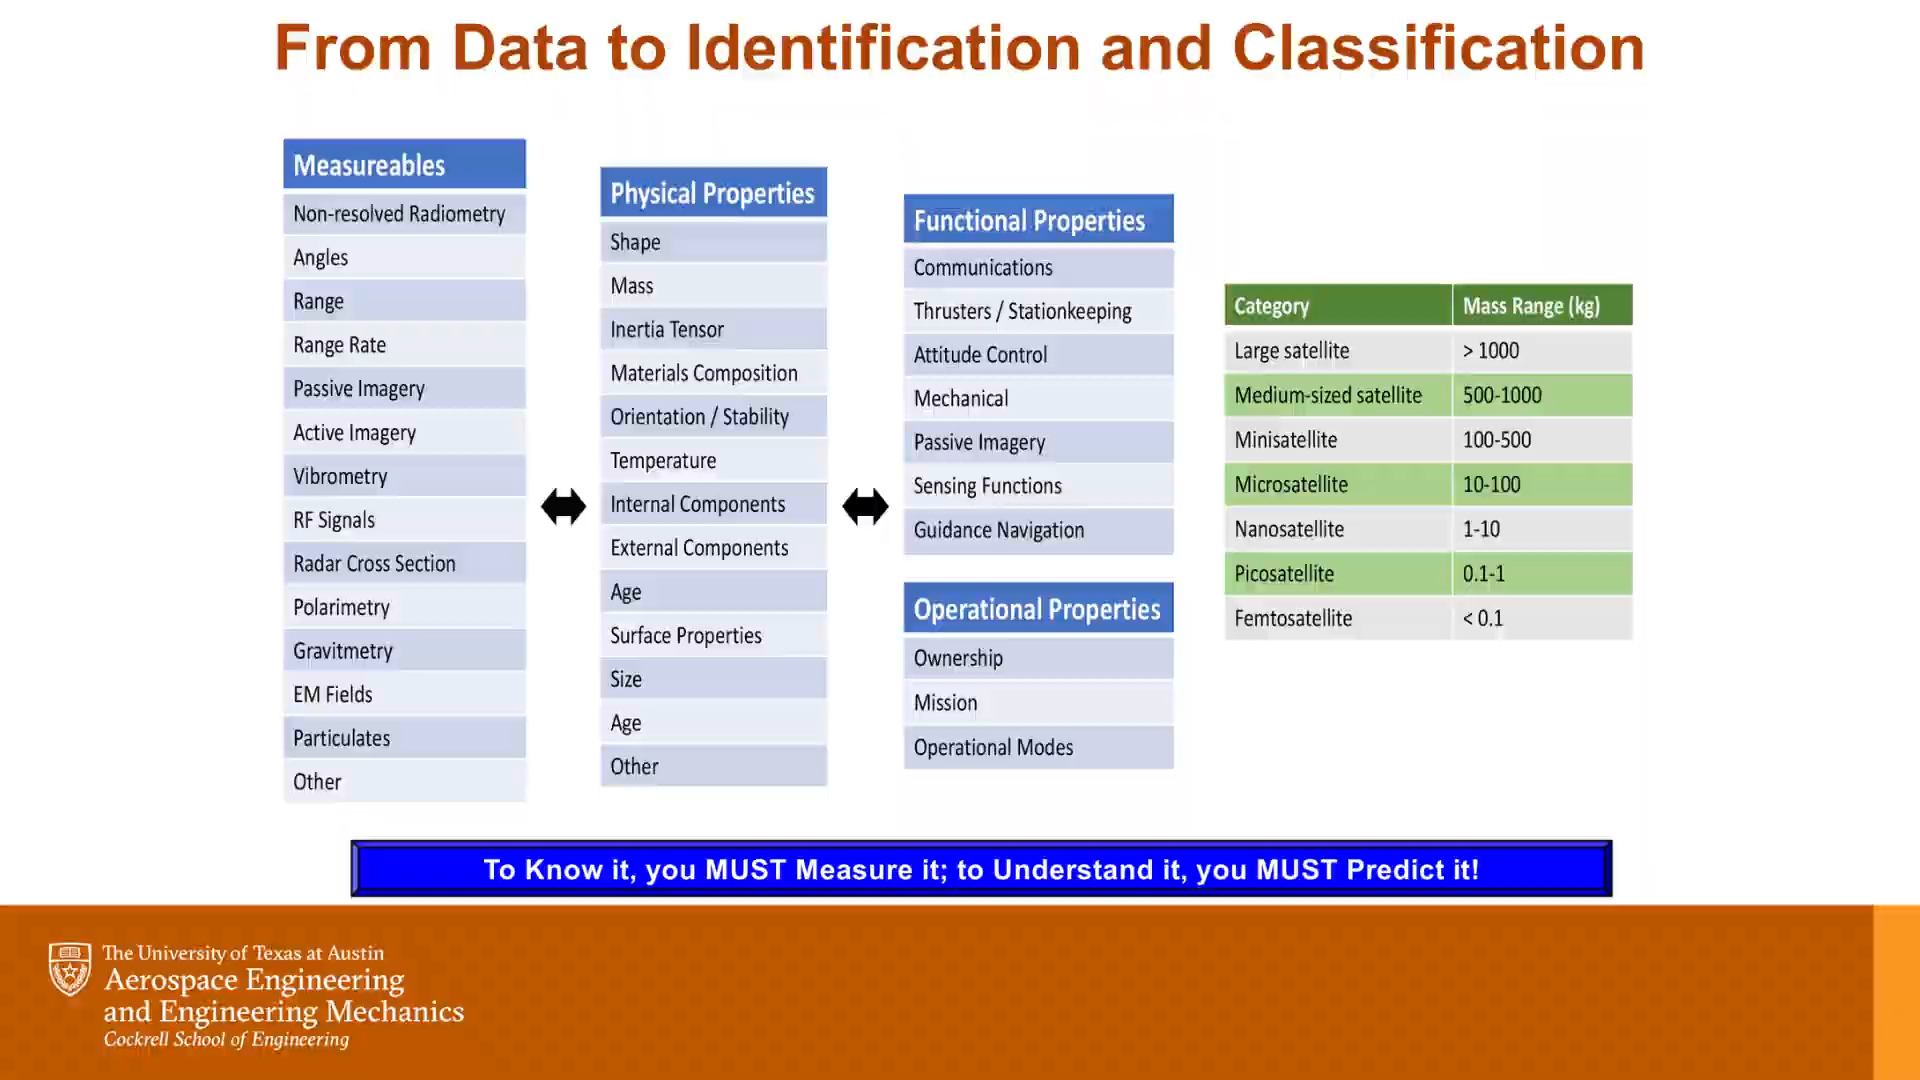 From Data to Identification and Classification
Measureables
Non-resolved Radiometry
Angles
Range
Range Rate
Passive Imagery
Active Imagery
Vibrometry
RF Signals
Radar Cross Section
Polarimetry
Gravitmetry
EM Fields
Particulates
Other
Physical Properties
Shape
Mass
Inertia Tensor
Materials Composition
Orientation / Stability
Temperature
Internal Components
External Components
Age
Surface Properties
Size
Age
Other
Functional Properties
Communications
Thrusters / Stationkeeping
Attitude Control
Mechanical
Passive Imagery
Sensing Functions
Guidance Navigation
Operational Properties
Ownership
Mission
Operational Modes
Category Mass Range (kg)
Large satellite > 1000
Medium-sized satellite 500-1000
Minisatellite 100-500
Microsatellite 10-100
Nanosatellite 1-10
Picosatellite 0.1-1
Femtosatellite < 0.1
To Know it, you MUST Measure it; to Understand it, you MUST Predict it!
The University of Texas at Austin
Aerospace Engineering
and Engineering Mechanics
Cockrell School of Engineering